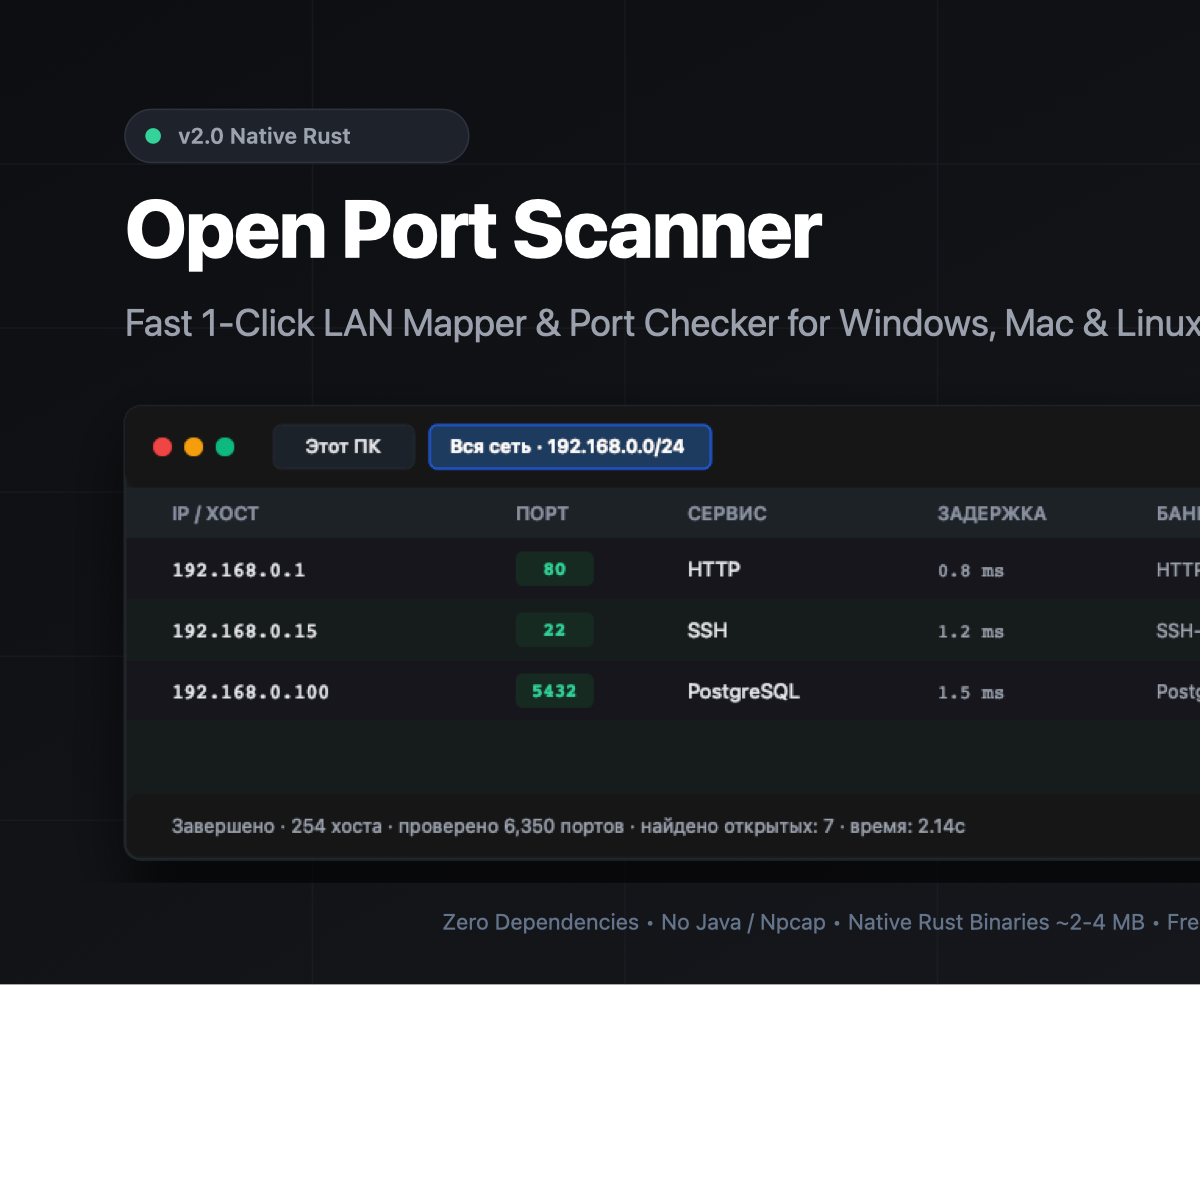 v2.0 Native Rust
Open Port Scanner
Fast 1-Click LAN Mapper & Port Checker for Windows, Mac & Linux
Этот ПК Вся сеть · 192.168.0.0/24
IP / ХОСТ ПОРТ СЕРВИС ЗАДЕРЖКА
192.168.0.1 80 HTTP 0.8 ms HTTP
192.168.0.15 22 SSH 1.2 ms SSH-
192.168.0.100 5432 PostgreSQL 1.5 ms
Завершено · 254 хоста · проверено 6,350 портов · найдено открытых: 7 · время: 2.14с
Zero Dependencies • No Java / Npcap • Native Rust Binaries ~2-4 MB •